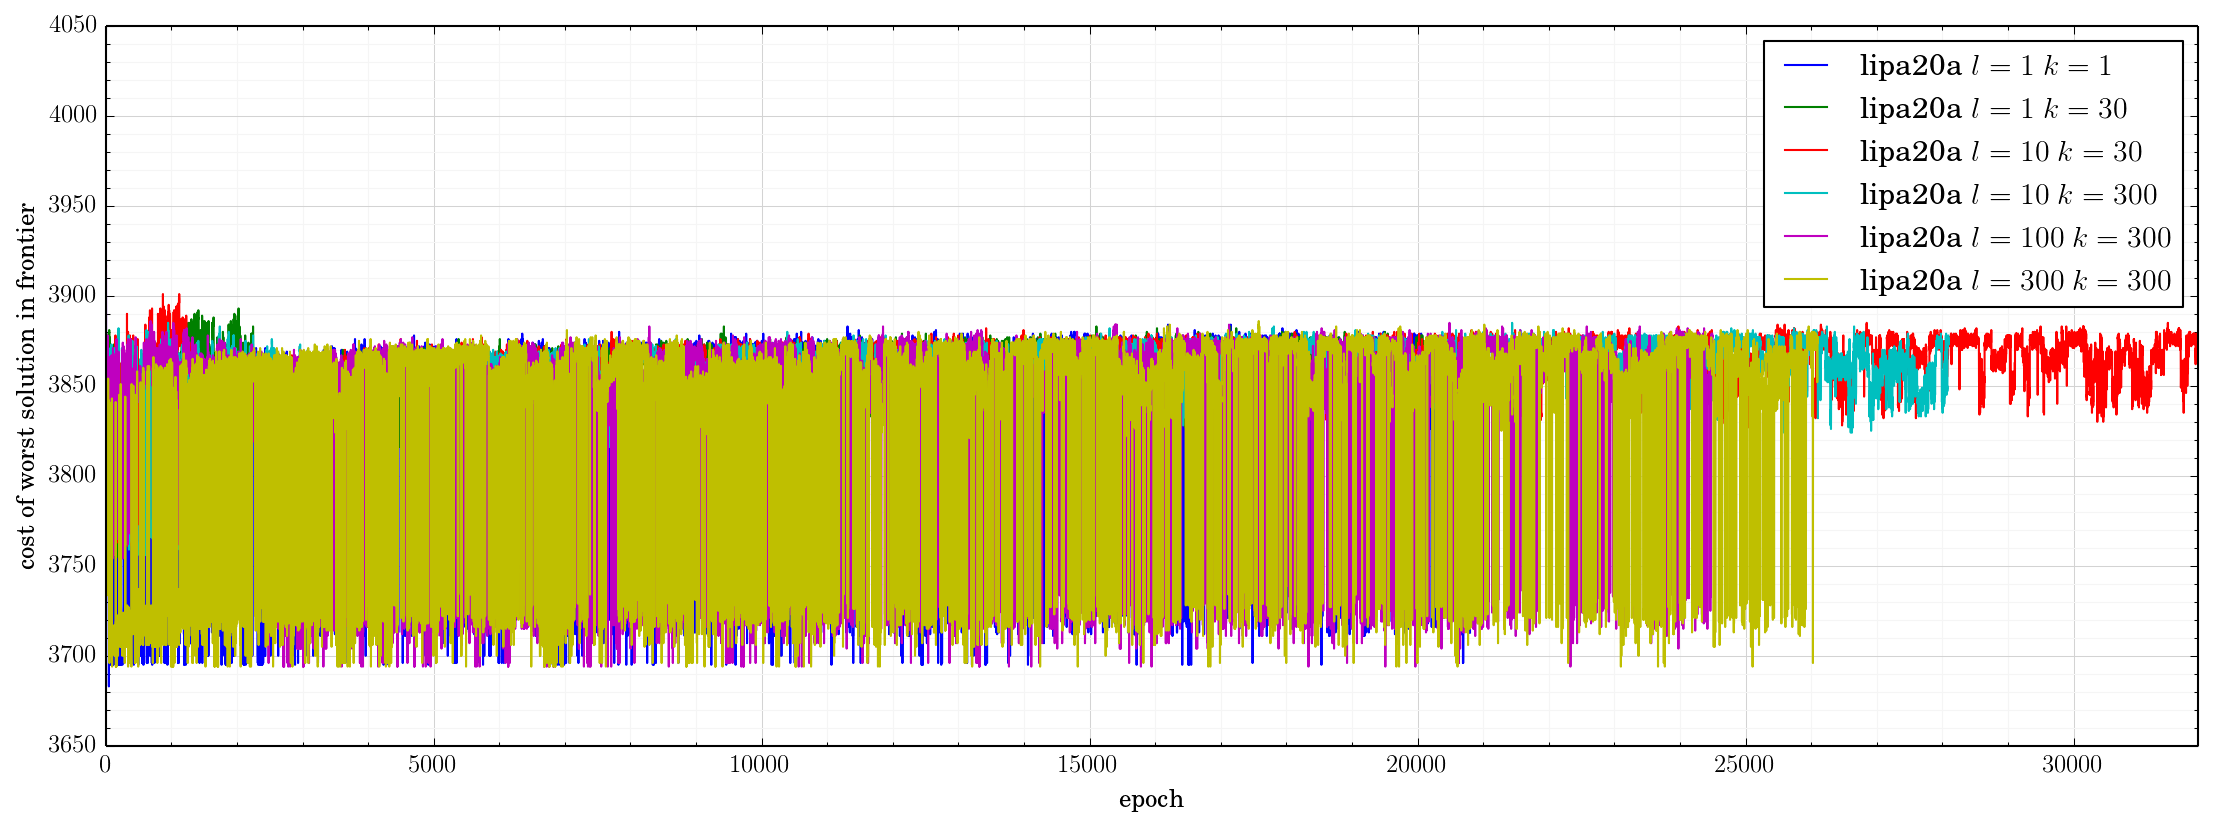 4050
4000
3950
3900
3850
3800
3750
3700
3650
cost of worst solution in frontier
lipa20a l = 1 k = 1
lipa20a l = 1 k = 30
lipa20a l = 10 k = 30
lipa20a l = 10 k = 300
lipa20a l = 100 k = 300
lipa20a l = 300 k = 300
0 5000 10000 15000 20000 25000 30000
epoch